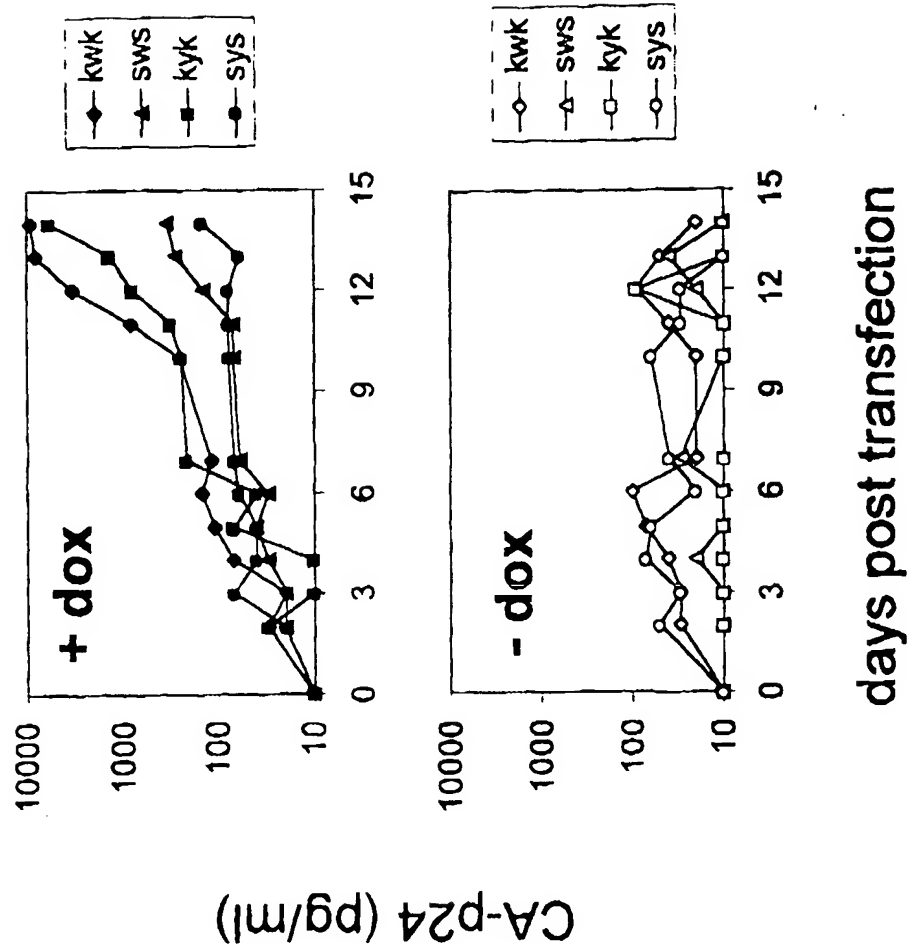 + dox
10000
1000
100
10
0
3
6
9
12
15
kwk
sws
kyk
sys
- dox
10000
1000
100
10
0
3
6
9
12
15
kwk
sws
kyk
sys
CA-p24 (pg/ml)
days post transfection